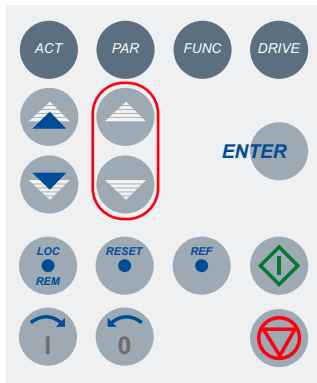 ACT PAR FUNC DRIVE
ENTER
LOC RESET REF
REM
I 0